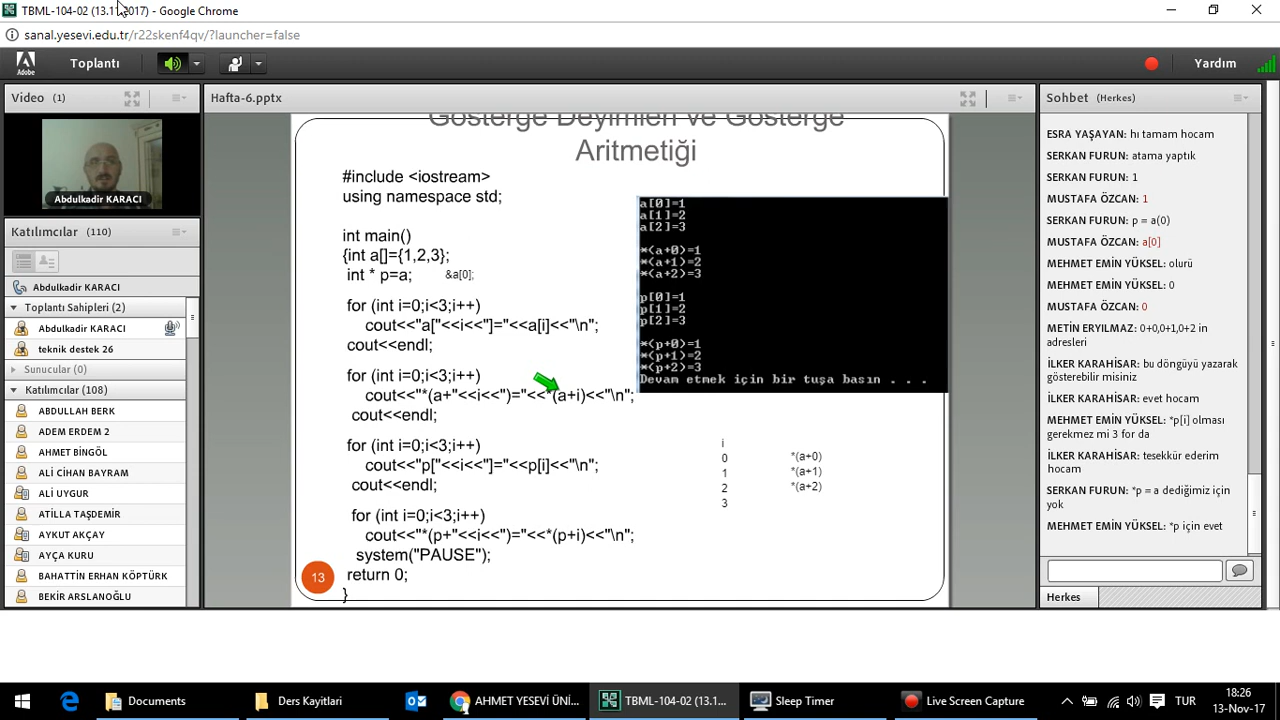 TBML-104-02 (13.11.2017) - Google Chrome
sanal.yesevi.edu.tr/r22skenf4qv/?launcher=false
Adobe
Toplantı
Yardım
Video (1)
Abdulkadir KARACI
Katılımcılar (110)
Abdulkadir KARACI
Toplantı Sahipleri (2)
Abdulkadir KARACI
teknik destek 26
Sunucular (0)
Katılımcılar (108)
ABDULLAH BERK
ADEM ERDEM 2
AHMET BİNGÖL
ALİ CİHAN BAYRAM
ALİ UYGUR
ATİLLA TAŞDEMİR
AYKUT AKÇAY
AYÇA KURU
BAHATTİN ERHAN KÖPTÜRK
BEKİR ARSLANOĞLU
Hafta-6.pptx
Gösterge Deyimleri ve Gösterge
Aritmetiği
#include <iostream>
using namespace std;
int main()
{int a[]={1,2,3};
int * p=a; &a[0];
for (int i=0;i<3;i++)
cout<<"a["<<i<<"]="<<a[i]<<"\n";
cout<<endl;
for (int i=0;i<3;i++)
cout<<"*(a+"<<i<<")="<<*(a+i)<<"\n";
cout<<endl;
for (int i=0;i<3;i++)
cout<<"p["<<i<<"]="<<p[i]<<"\n";
cout<<endl;
for (int i=0;i<3;i++)
cout<<"*(p+"<<i<<")="<<*(p+i)<<"\n";
system("PAUSE");
return 0;
}
13
a[0]=1
a[1]=2
a[2]=3
*(a+0)=1
*(a+1)=2
*(a+2)=3
p[0]=1
p[1]=2
p[2]=3
*(p+0)=1
*(p+1)=2
*(p+2)=3
Devam etmek için bir tuşa basın . . .
i
0 *(a+0)
1 *(a+1)
2 *(a+2)
3
Sohbet (Herkes)
ESRA YAŞAYAN: hı tamam hocam
SERKAN FURUN: atama yaptık
SERKAN FURUN: 1
MUSTAFA ÖZCAN: 1
SERKAN FURUN: p = a(0)
MUSTAFA ÖZCAN: a[0]
MEHMET EMİN YÜKSEL: olurü
MEHMET EMİN YÜKSEL: 0
MUSTAFA ÖZCAN: 0
METİN ERYILMAZ: 0+0,0+1,0+2 in
adresleri
İLKER KARAHİSAR: bu döngüyü yazarak
gösterebilir misiniz
İLKER KARAHİSAR: evet hocam
MEHMET EMİN YÜKSEL: *p[i] olması
gerekmez mi 3 for da
İLKER KARAHİSAR: tesekkür ederim
hocam
SERKAN FURUN: *p = a dediğimiz için
yok
MEHMET EMİN YÜKSEL: *p için evet
Herkes
Documents
Ders Kayitlari
AHMET YESEVİ ÜNİ...
TBML-104-02 (13.1...
Sleep Timer
Live Screen Capture
TUR
18:26
13-Nov-17